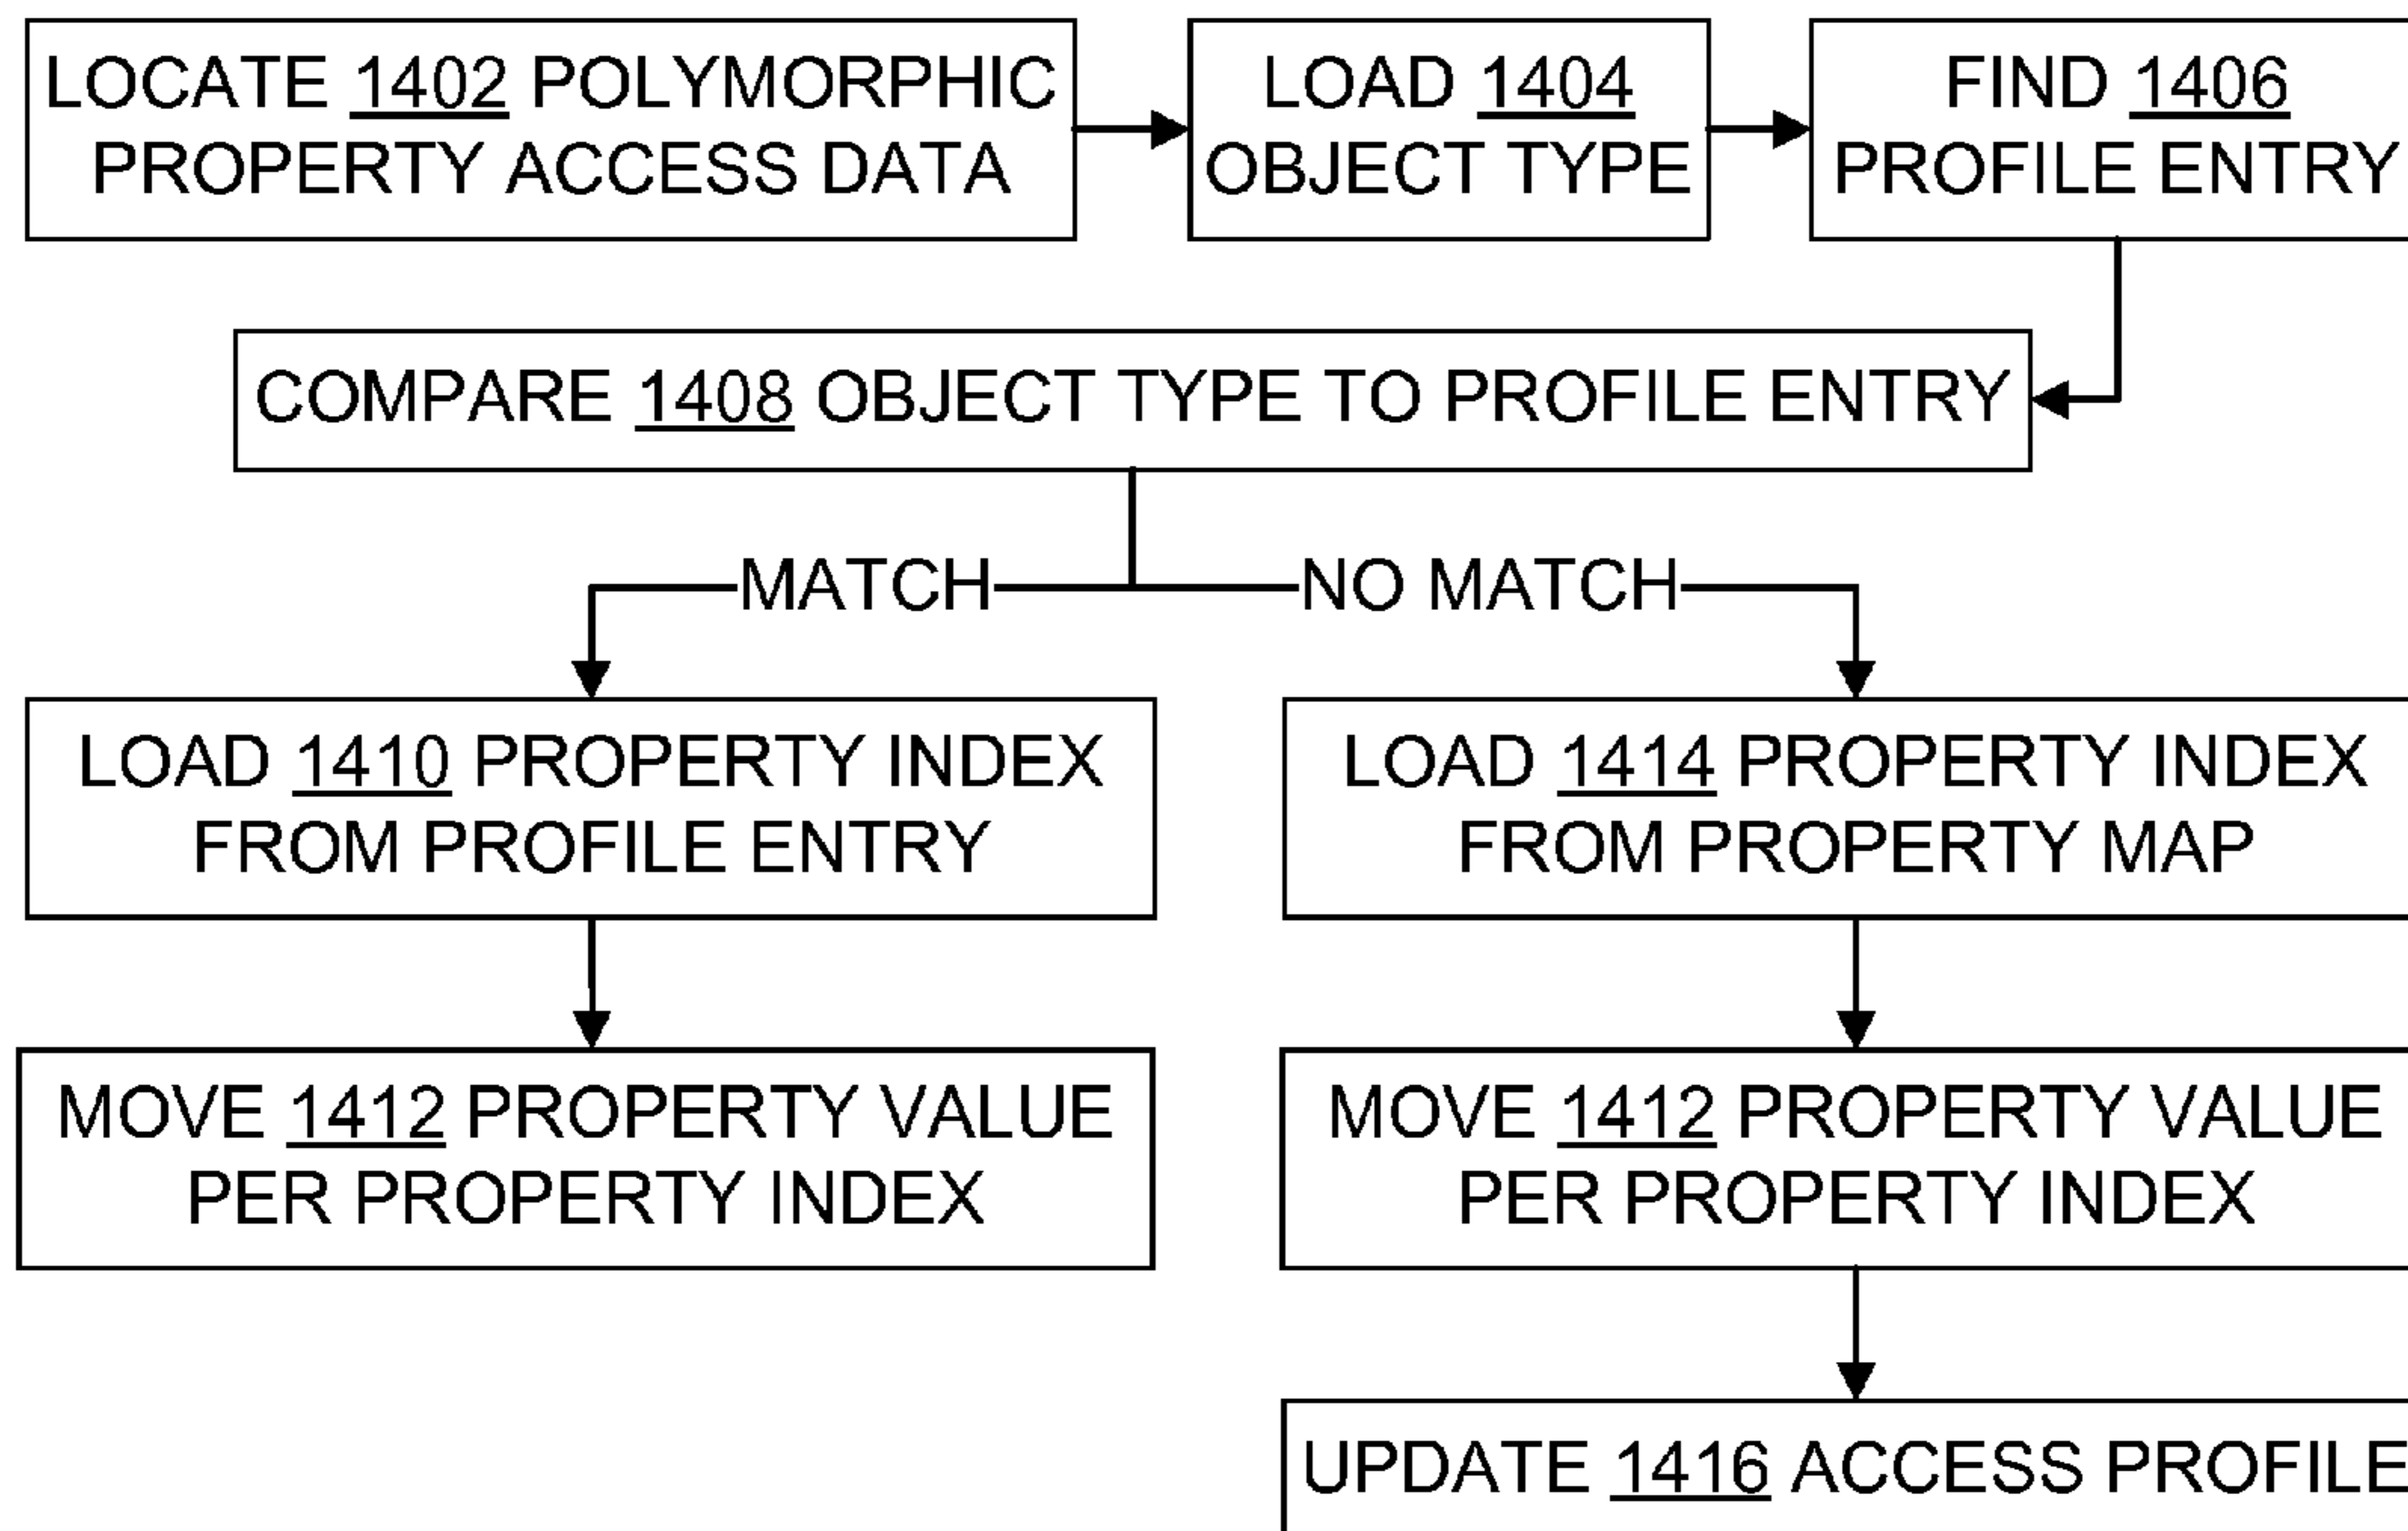 LOCATE 1402 POLYMORPHIC
PROPERTY ACCESS DATA
LOAD 1404
OBJECT TYPE
FIND 1406
PROFILE ENTRY
COMPARE 1408 OBJECT TYPE TO PROFILE ENTRY
MATCH
NO MATCH
LOAD 1410 PROPERTY INDEX
FROM PROFILE ENTRY
LOAD 1414 PROPERTY INDEX
FROM PROPERTY MAP
MOVE 1412 PROPERTY VALUE
PER PROPERTY INDEX
MOVE 1412 PROPERTY VALUE
PER PROPERTY INDEX
UPDATE 1416 ACCESS PROFILE